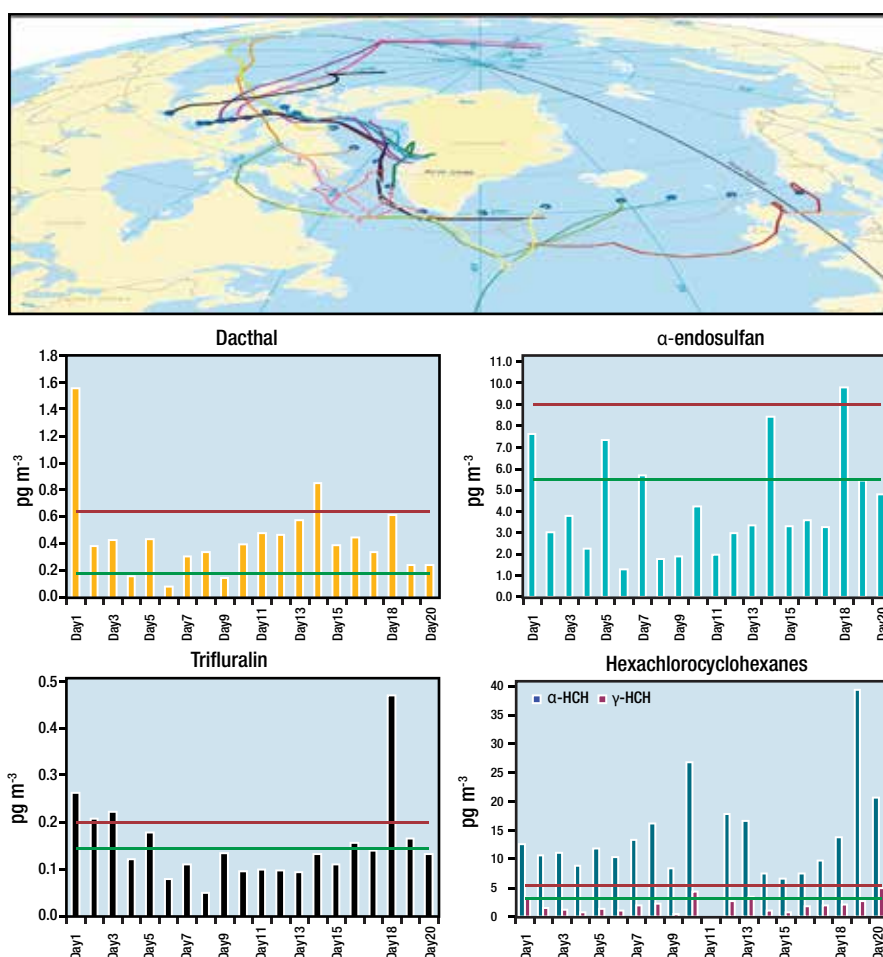 Dacthal
1.8
1.6
1.4
1.2
1.0
0.8
0.6
0.4
0.2
0.0
pg m-3
Day1
Day3
Day5
Day7
Day9
Day11
Day13
Day15
Day18
Day20
α-endosulfan
11.0
9.0
8.0
7.0
6.0
5.0
4.0
3.0
2.0
1.0
0.0
pg m-3
Day1
Day3
Day5
Day7
Day9
Day11
Day13
Day15
Day18
Day20
Trifluralin
0.5
0.4
0.3
0.2
0.1
0.0
pg m-3
Day1
Day3
Day5
Day7
Day9
Day11
Day13
Day15
Day18
Day20
Hexachlorocyclohexanes
α-HCH γ-HCH
40
35
30
25
20
15
10
5
0
pg m-3
Day1
Day3
Day5
Day7
Day9
Day11
Day13
Day15
Day18
Day20